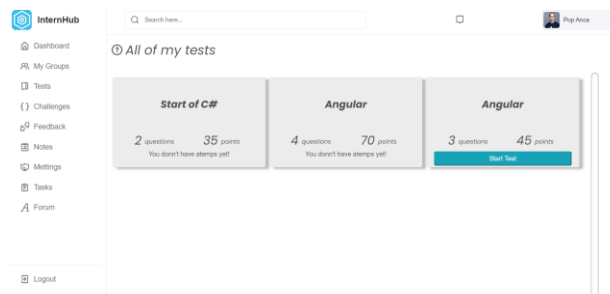 InternHub
Search here...
Pop Anca
Dashboard
My Groups
Tests
Challenges
Feedback
Notes
Mettings
Tasks
Forum
Logout
All of my tests
Start of C#
2 questions 35 points
You donn't have atemps yet!
Angular
4 questions 70 points
You donn't have atemps yet!
Angular
3 questions 45 points
Start Test